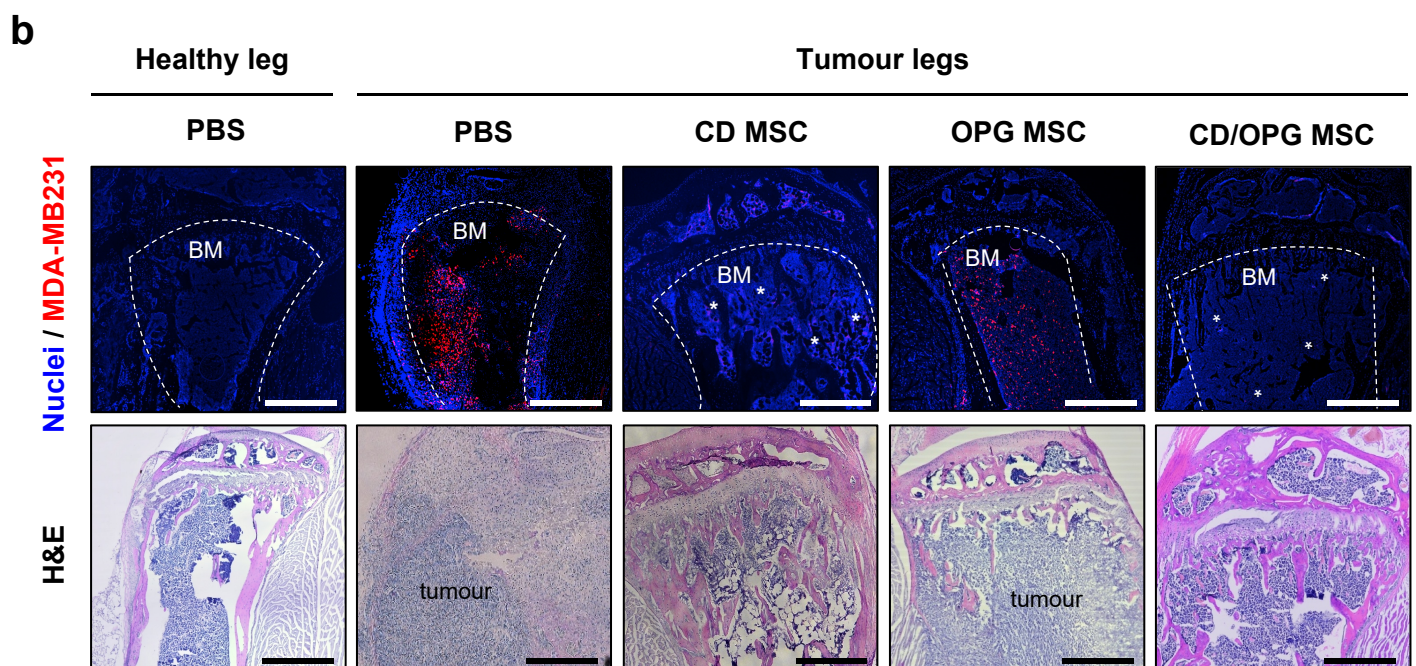 b
Healthy leg
Tumour legs
PBS
PBS
CD MSC
OPG MSC
CD/OPG MSC
Nuclei / MDA-MB231
BM
BM
BM
*
*
*
*
BM
BM
*
*
*
*
H&E
tumour
tumour